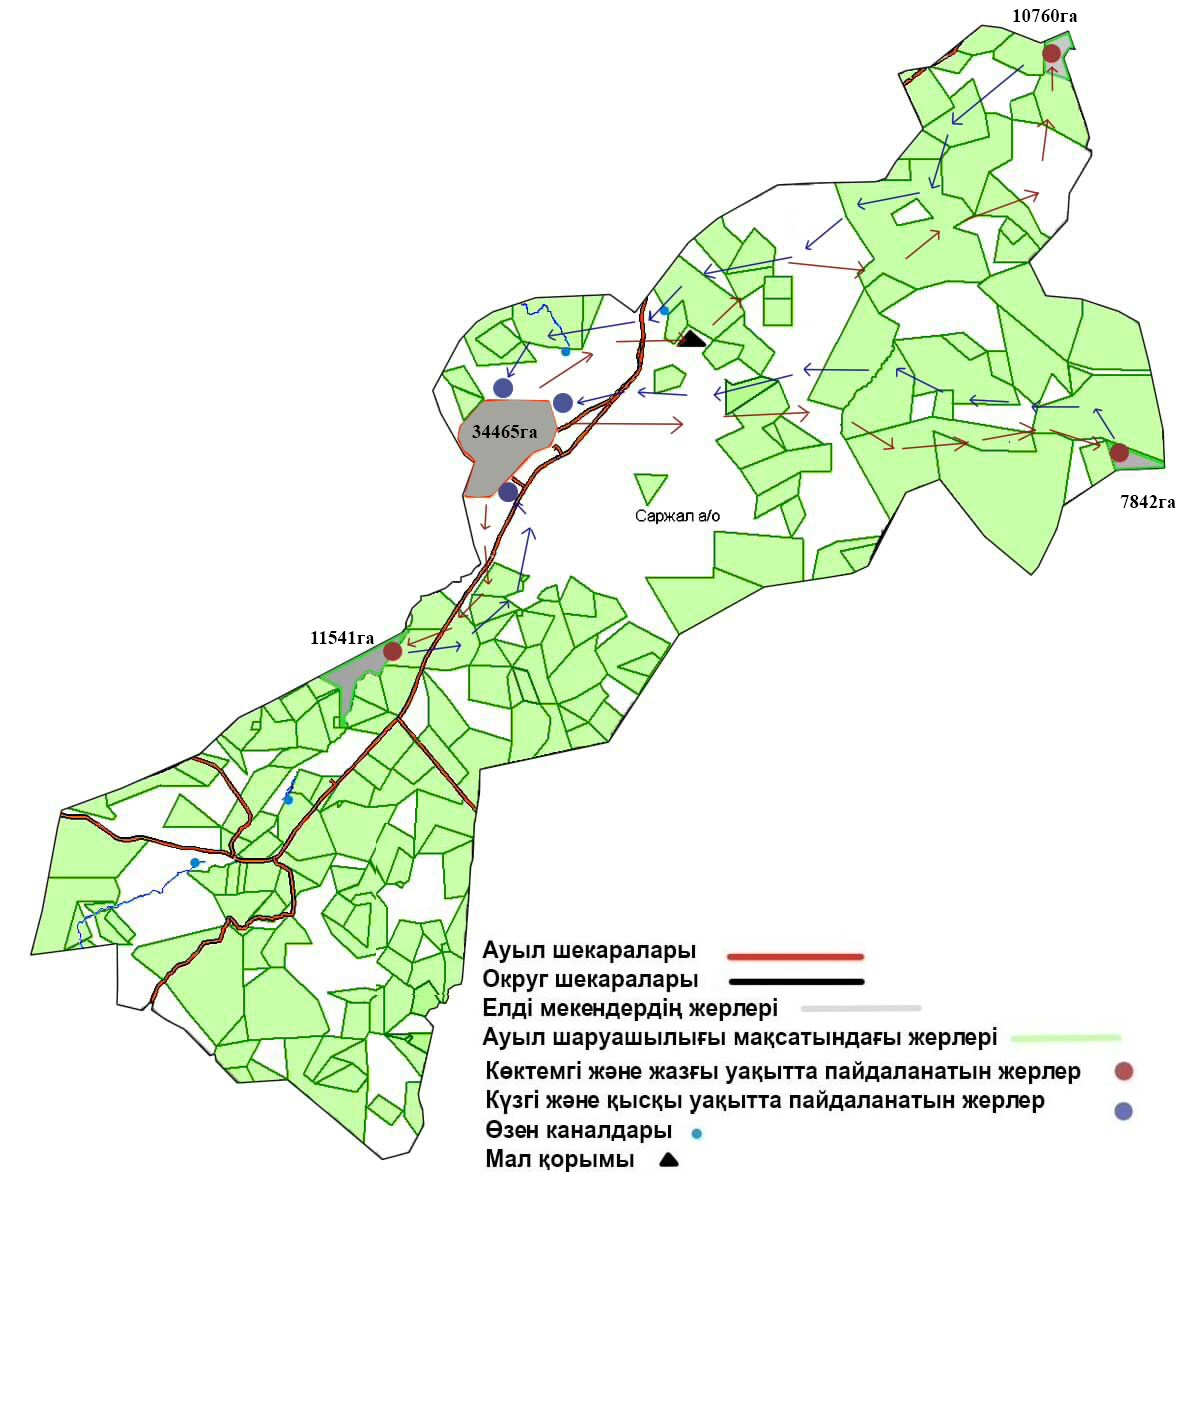 10760га
34465га
7842га
Саржал а/о
11541га
Ауыл шекаралары
Округ шекаралары
Елді мекендердің жерлері
Ауыл шаруашылығы мақсатындағы жерлері
Көктемгі және жазғы уақытта пайдаланатын жерлер
Күзгі және қысқы уақытта пайдаланатын жерлер
Өзен каналдары
Мал қорымы